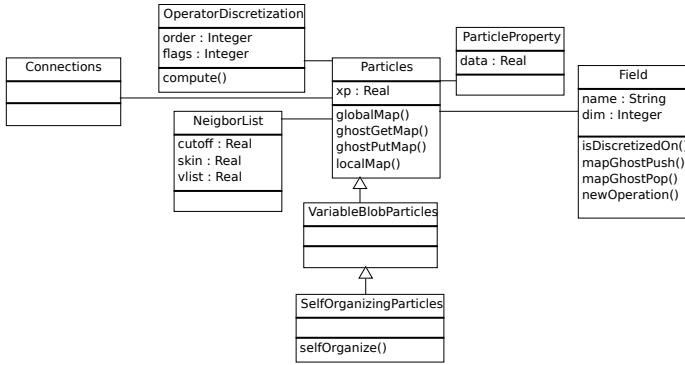 OperatorDiscretization
order : Integer
flags : Integer
compute()
ParticleProperty
data : Real
Connections
Particles
xp : Real
globalMap()
ghostGetMap()
ghostPutMap()
localMap()
Field
name : String
dim : Integer
isDiscretizedOn()
mapGhostPush()
mapGhostPop()
newOperation()
NeigborList
cutoff : Real
skin : Real
vlist : Real
VariableBlobParticles
SelfOrganizingParticles
selfOrganize()